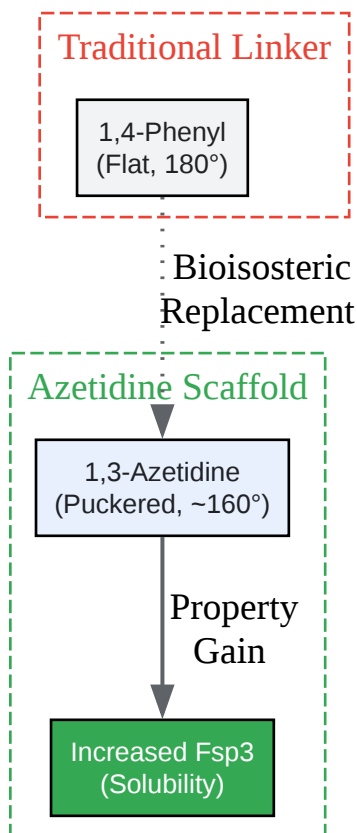 Traditional Linker
1,4-Phenyl
(Flat, 180°)
Bioisosteric
Replacement
Azetidine Scaffold
1,3-Azetidine
(Puckered, ~160°)
Property
Gain
Increased Fsp3
(Solubility)